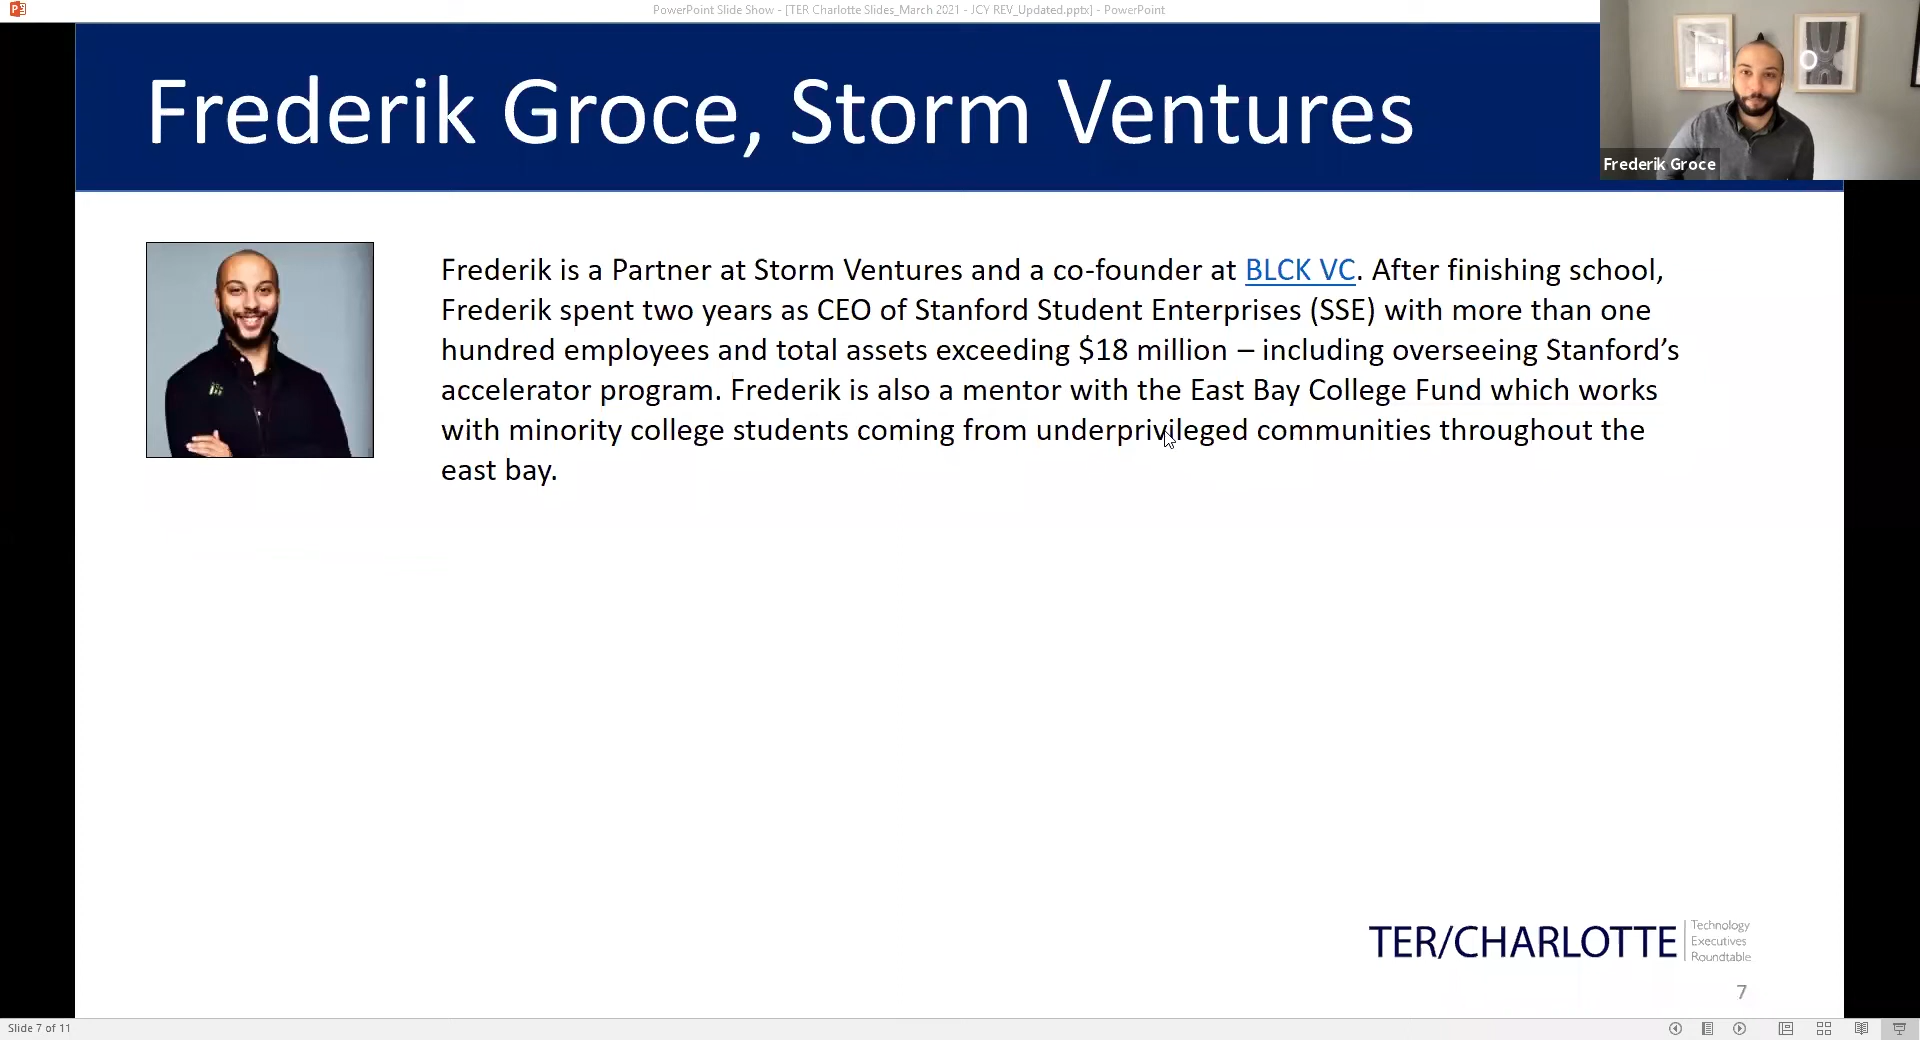 PowerPoint Slide Show - [TER Charlotte Slides_March 2021 - JCY REV_Updated.pptx] - PowerPoint
Frederik Groce, Storm Ventures
Frederik Groce
Frederik is a Partner at Storm Ventures and a co-founder at BLCK VC. After finishing school,
Frederik spent two years as CEO of Stanford Student Enterprises (SSE) with more than one
hundred employees and total assets exceeding $18 million – including overseeing Stanford’s
accelerator program. Frederik is also a mentor with the East Bay College Fund which works
with minority college students coming from underprivileged communities throughout the
east bay.
TER/CHARLOTTE
Technology
Executives
Roundtable
7
Slide 7 of 11